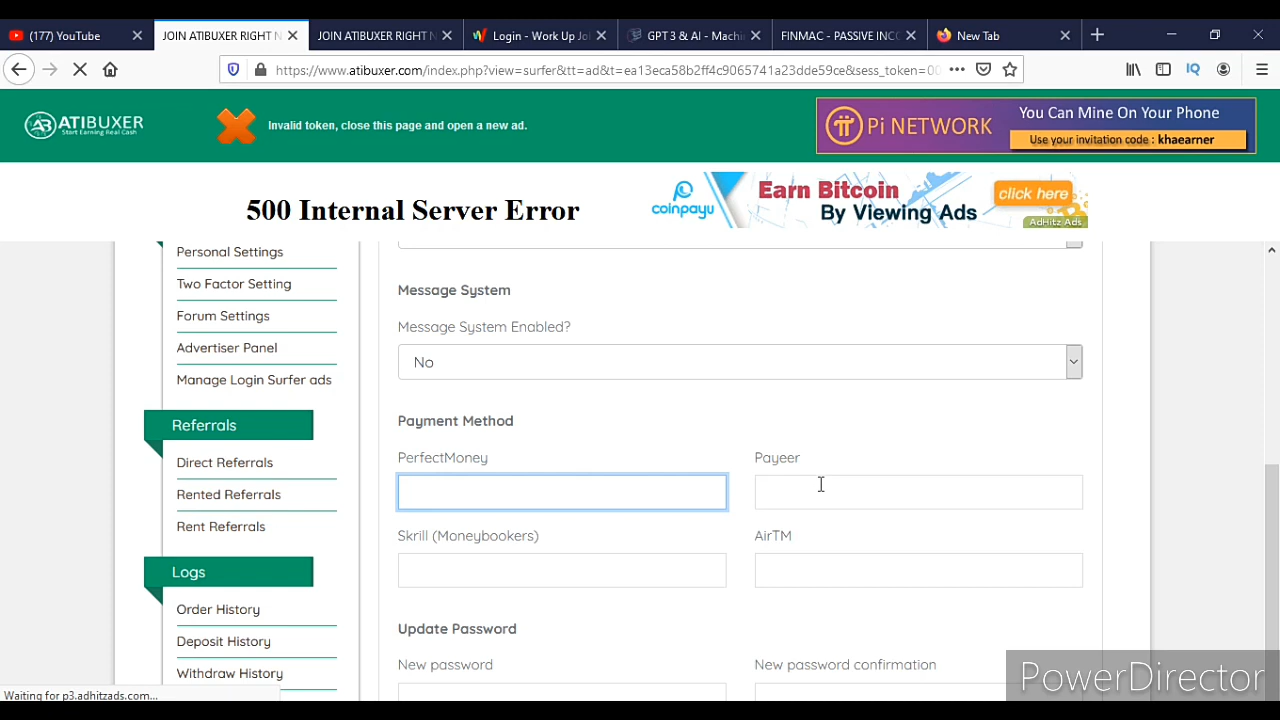 (177) YouTube
JOIN ATIBUXER RIGHT N
JOIN ATIBUXER RIGHT N
Login - Work Up Jo
GPT 3 & AI - Machi
FINMAC - PASSIVE INCO
New Tab
https://www.atibuxer.com/index.php?view=surfer&tt=ad&t=ea13eca58b2ff4c9065741a23dde59ce&sess_token=00
IQ
ATIBUXER
Start Earning Real Cash
Invalid token, close this page and open a new ad.
Pi NETWORK
You Can Mine On Your Phone
Use your invitation code : khaearner
500 Internal Server Error
coinpayu
Earn Bitcoin
By Viewing Ads
click here
AdHitz Ads
Personal Settings
Two Factor Setting
Forum Settings
Advertiser Panel
Manage Login Surfer ads
Referrals
Direct Referrals
Rented Referrals
Rent Referrals
Logs
Order History
Deposit History
Withdraw History
Message System
Message System Enabled?
No
Payment Method
PerfectMoney
Payeer
Skrill (Moneybookers)
AirTM
Update Password
New password
New password confirmation
Waiting for p3.adhitzads.com...
PowerDirector